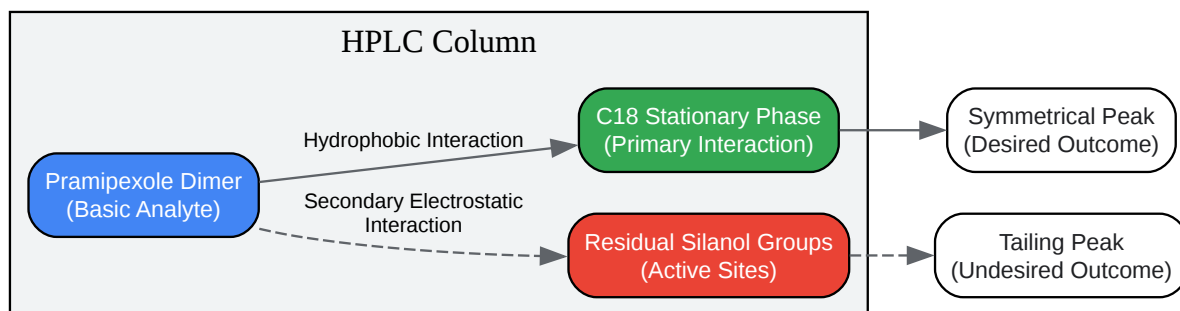 HPLC Column
C18 Stationary Phase
(Primary Interaction)
Symmetrical Peak
(Desired Outcome)
Hydrophobic Interaction
Pramipexole Dimer
(Basic Analyte)
Secondary Electrostatic
Interaction
Residual Silanol Groups
(Active Sites)
Tailing Peak
(Undesired Outcome)